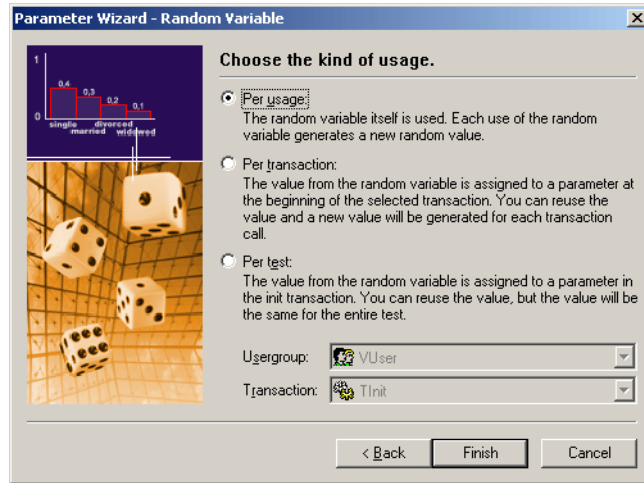 Parameter Wizard - Random Variable
1
0,4
0,3
0,2
0,1
0
single
married
divorced
widowed
Choose the kind of usage.
Per usage:
The random variable itself is used. Each use of the random
variable generates a new random value.
Per transaction:
The value from the random variable is assigned to a parameter at
the beginning of the selected transaction. You can reuse the
value and a new value will be generated for each transaction
call.
Per test:
The value from the random variable is assigned to a parameter in
the init transaction. You can reuse the value, but the value will be
the same for the entire test.
Usergroup: VUser
Transaction: TInit
< Back Finish Cancel